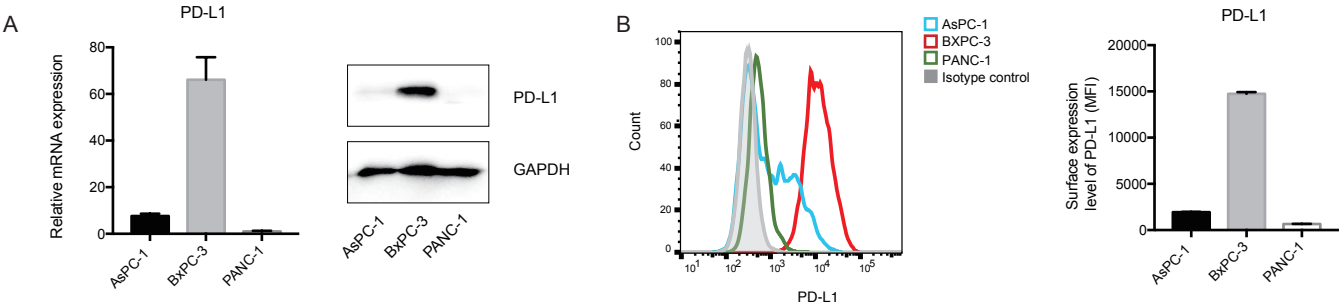 A
PD-L1
Relative mRNA expression
80
60
40
20
0
AsPC-1
BxPC-3
PANC-1
PD-L1
GAPDH
AsPC-1
BxPC-3
PANC-1
B
Count
100
80
60
40
20
0
10¹
10²
10³
10⁴
10⁵
PD-L1
AsPC-1
BXPC-3
PANC-1
Isotype control
PD-L1
Surface expression
level of PD-L1 (MFI)
20000
15000
10000
5000
0
AsPC-1
BxPC-3
PANC-1